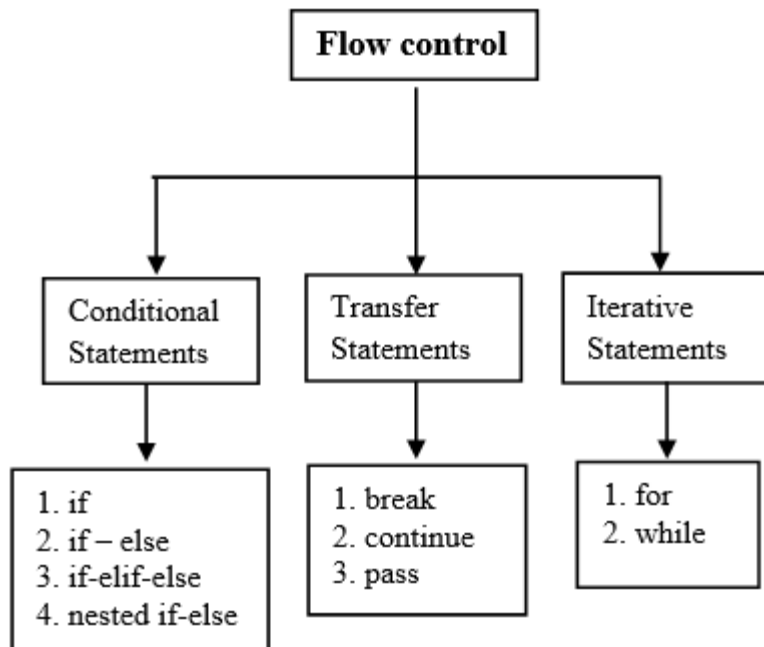 Flow control
Conditional
Statements
Transfer
Statements
Iterative
Statements
1. if
2. if – else
3. if-elif-else
4. nested if-else
1. break
2. continue
3. pass
1. for
2. while